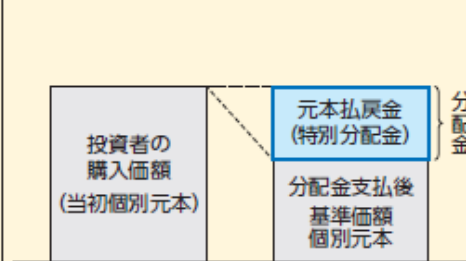 投資者の
購入価額
(当初個別元本)
元本払戻金
(特別分配金)
分配金
分配金支払後
基準価額
個別元本